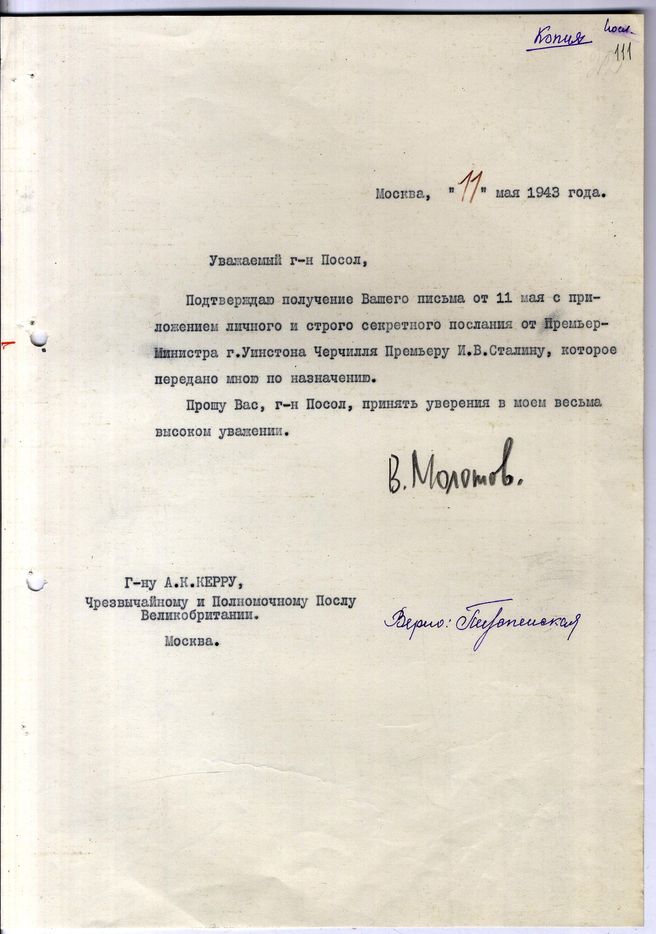 Копия
111
Москва, "11" мая 1943 года.
Уважаемый г-н Посол,
Подтверждаю получение Вашего письма от 11 мая с при-
ложением личного и строго секретного послания от Премьер-
Министра г.Уинстона Черчилля Премьеру И.В.Сталину, которое
передано мною по назначению.
Прошу Вас, г-н Посол, принять уверения в моем весьма
высоком уважении.
В. Молотов.
Г-ну А.К.КЕРРУ,
Чрезвычайному и Полномочному Послу
Великобритании.
Москва.
Верно: